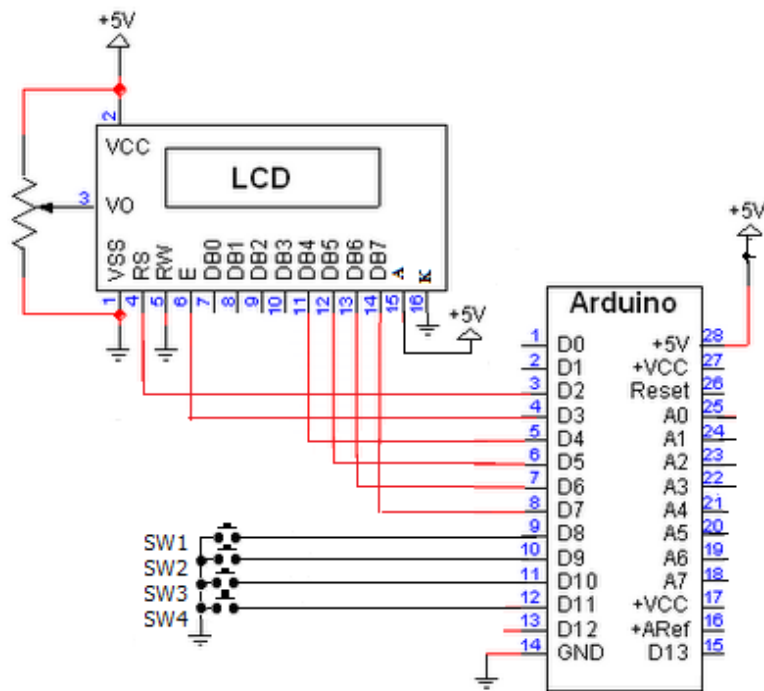 +5V
2
VCC
LCD
3 VO
VSS RS RW E DB0 DB1 DB2 DB3 DB4 DB5 DB6 DB7 A K
1 4 5 6 7 8 9 10 11 12 13 14 15 16
+5V
+5V
Arduino
1 D0 +5V 28
2 D1 +VCC 27
3 D2 Reset 26
4 D3 A0 25
5 D4 A1 24
6 D5 A2 23
7 D6 A3 22
8 D7 A4 21
9 D8 A5 20
10 D9 A6 19
11 D10 A7 18
12 D11 +VCC 17
13 D12 +ARef 16
14 GND D13 15
SW1
SW2
SW3
SW4